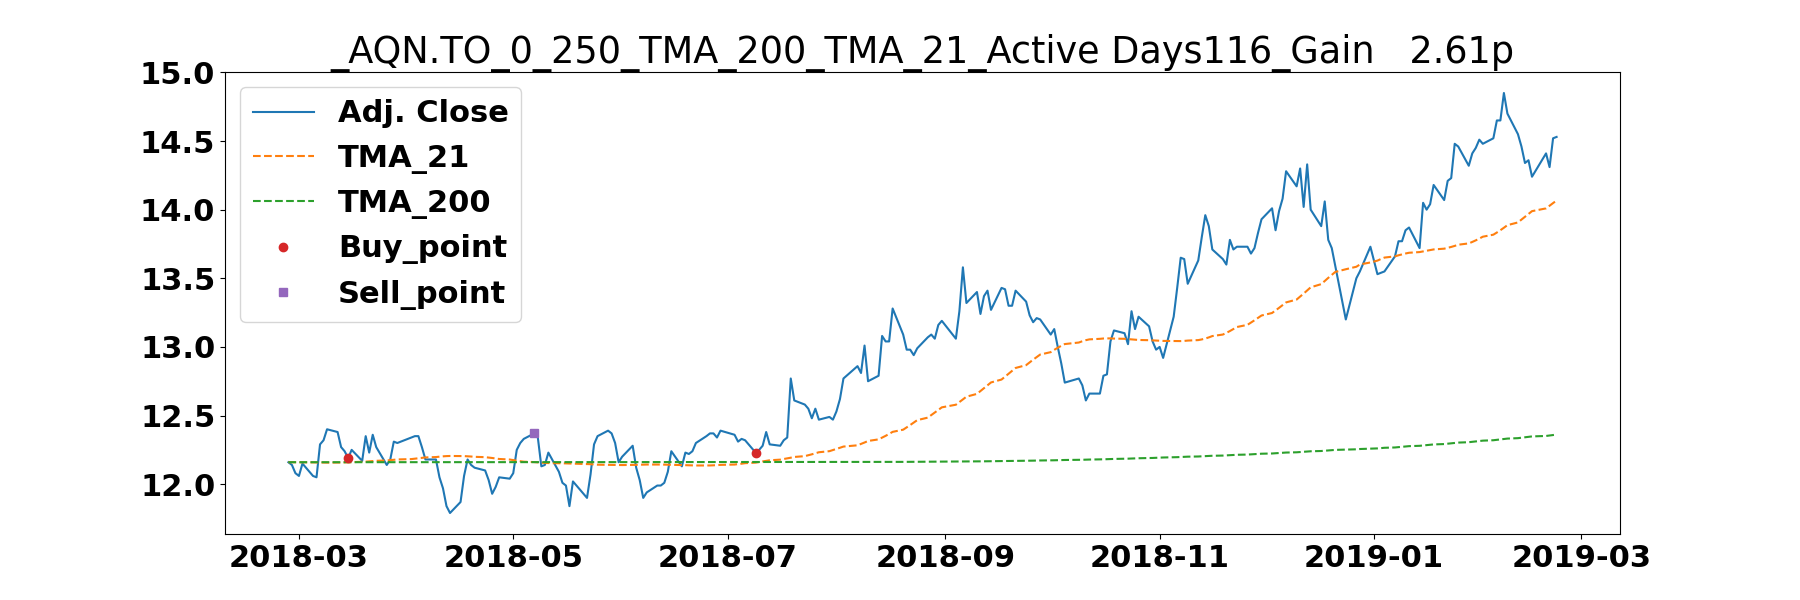 _AQN.TO_0_250_TMA_200_TMA_21_Active Days116_Gain   2.61p
15.0
14.5
14.0
13.5
13.0
12.5
12.0
Adj. Close
TMA_21
TMA_200
Buy_point
Sell_point
2018-03 2018-05 2018-07 2018-09 2018-11 2019-01 2019-03